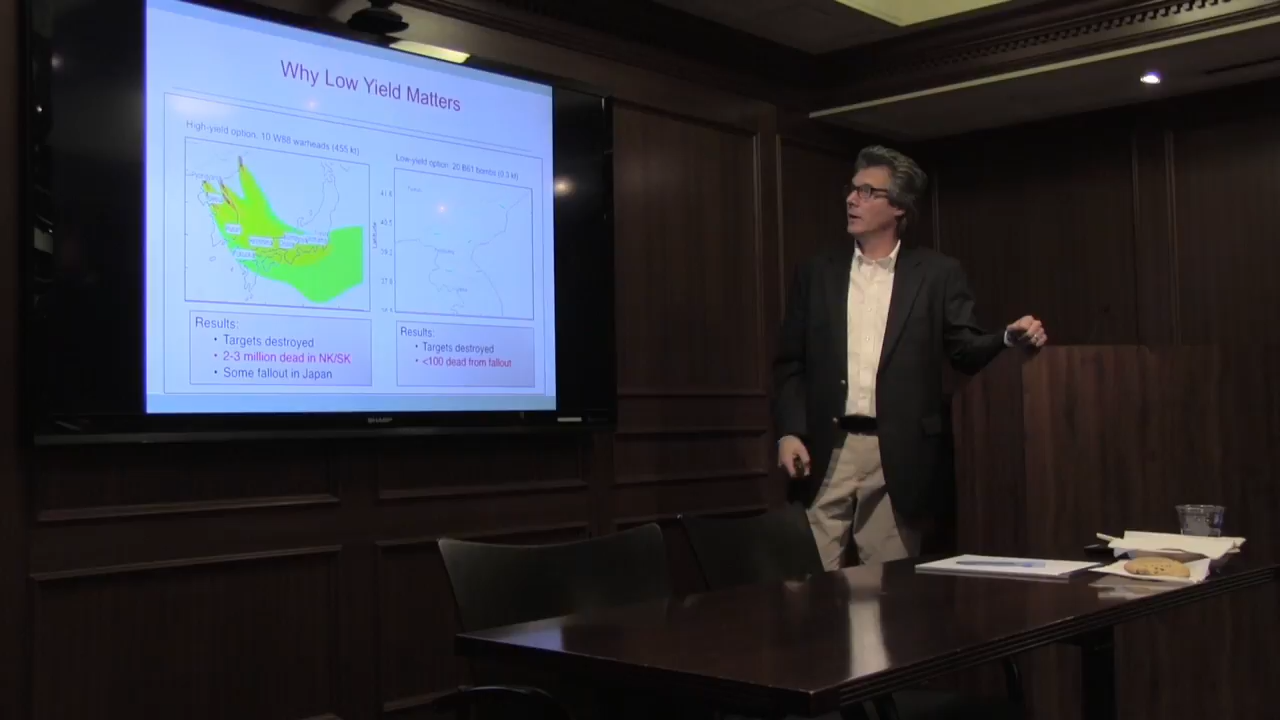 Why Low Yield Matters
High-yield option: 10 W88 warheads (455 kt)
Low-yield option: 20 B61 bombs (0.3 kt)
Latitude
Results:
• Targets destroyed
• 2-3 million dead in NK/SK
• Some fallout in Japan
Results:
• Targets destroyed
• <100 dead from fallout
SHARP